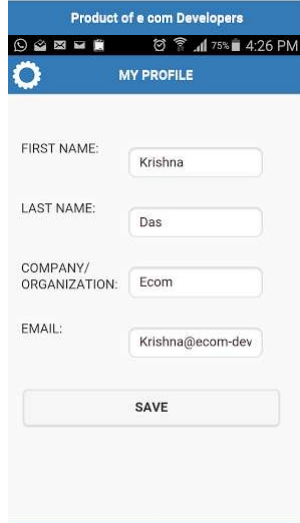 Product of e com Developers
75% 4:26 PM
MY PROFILE
FIRST NAME:
Krishna
LAST NAME:
Das
COMPANY/
ORGANIZATION:
Ecom
EMAIL:
Krishna@ecom-dev
SAVE